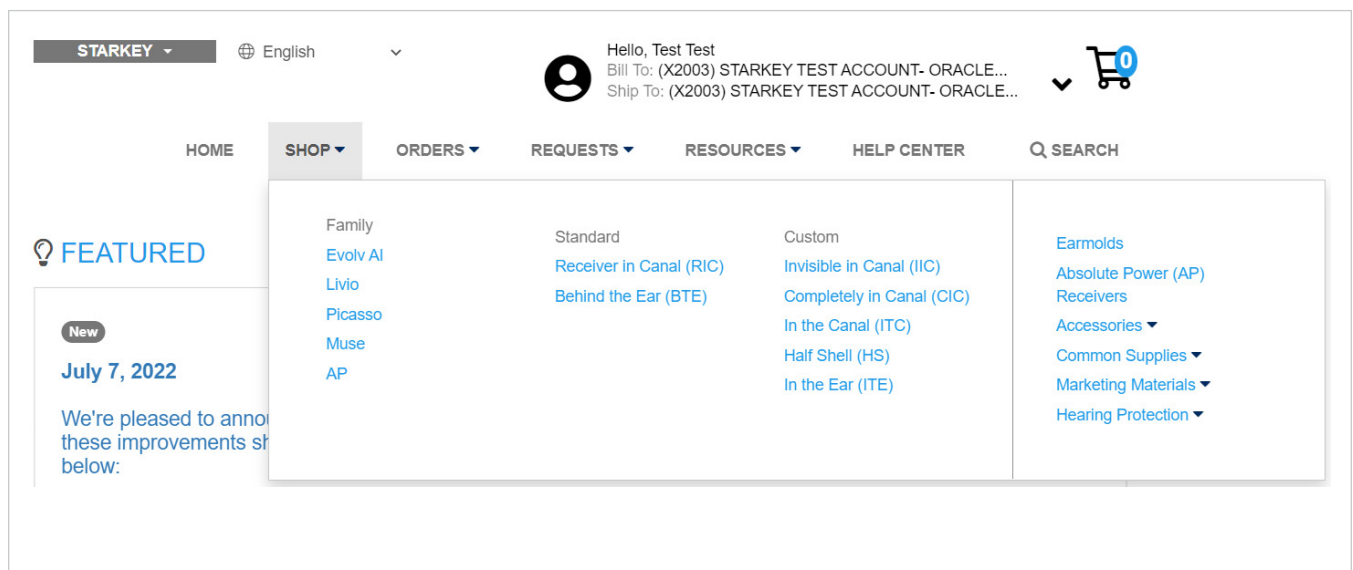 STARKEY
English
Hello, Test Test
Bill To: (X2003) STARKEY TEST ACCOUNT- ORACLE...
Ship To: (X2003) STARKEY TEST ACCOUNT- ORACLE...
0
HOME
SHOP
ORDERS
REQUESTS
RESOURCES
HELP CENTER
SEARCH
FEATURED
New
July 7, 2022
We're pleased to annou
these improvements sh
below:
Family
Evolv AI
Livio
Picasso
Muse
AP
Standard
Receiver in Canal (RIC)
Behind the Ear (BTE)
Custom
Invisible in Canal (IIC)
Completely in Canal (CIC)
In the Canal (ITC)
Half Shell (HS)
In the Ear (ITE)
Earmolds
Absolute Power (AP)
Receivers
Accessories
Common Supplies
Marketing Materials
Hearing Protection